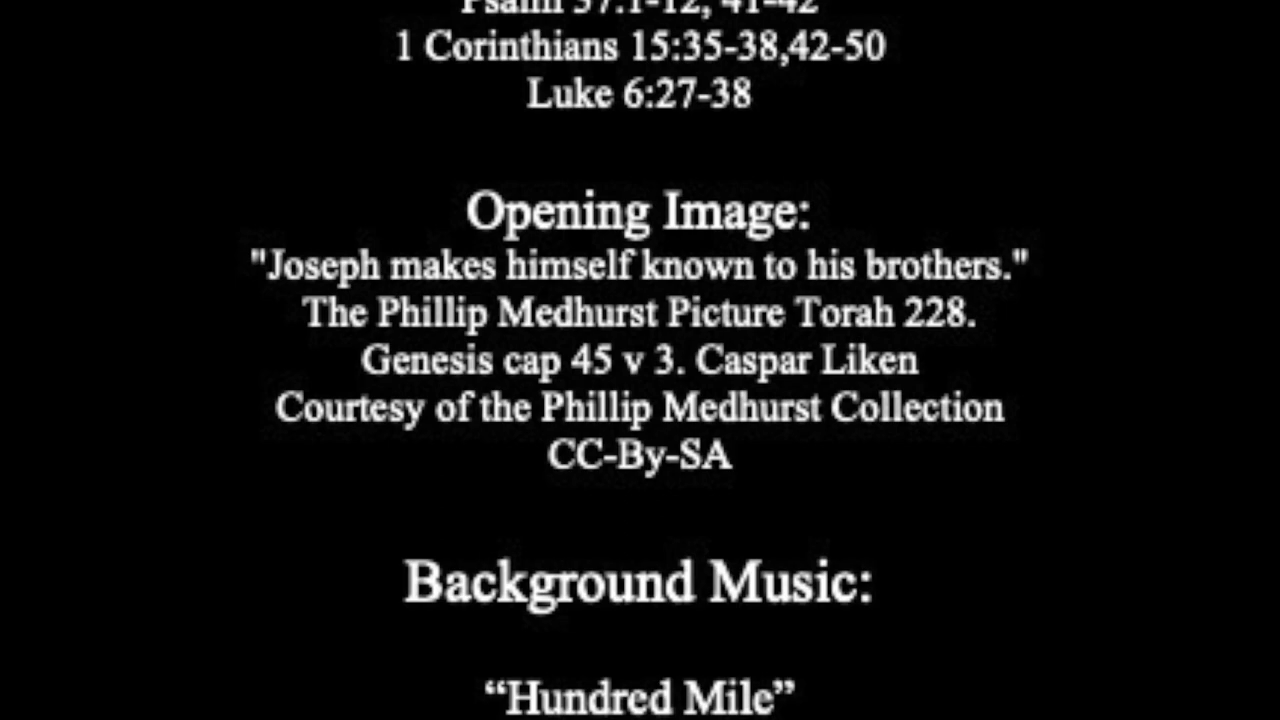 Psalm 37:1-12, 41-42
1 Corinthians 15:35-38,42-50
Luke 6:27-38
Opening Image:
"Joseph makes himself known to his brothers."
The Phillip Medhurst Picture Torah 228.
Genesis cap 45 v 3. Caspar Liken
Courtesy of the Phillip Medhurst Collection
CC-By-SA
Background Music:
“Hundred Mile”